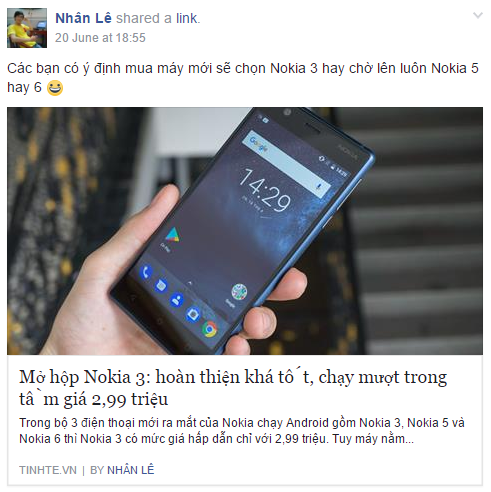 Nhân Lê shared a link.
20 June at 18:55
Các bạn có ý định mua máy mới sẽ chọn Nokia 3 hay chờ lên luôn Nokia 5
hay 6 😄
NOKIA
Google
14:29
Mở hộp Nokia 3: hoàn thiện khá tốt, chạy mượt trong
tầm giá 2,99 triệu
Trong bộ 3 điện thoại mới ra mắt của Nokia chạy Android gồm Nokia 3, Nokia 5 và
Nokia 6 thì Nokia 3 có mức giá hấp dẫn chỉ với 2,99 triệu. Tuy máy nằm...
TINHTE.VN | BY NHÂN LÊ